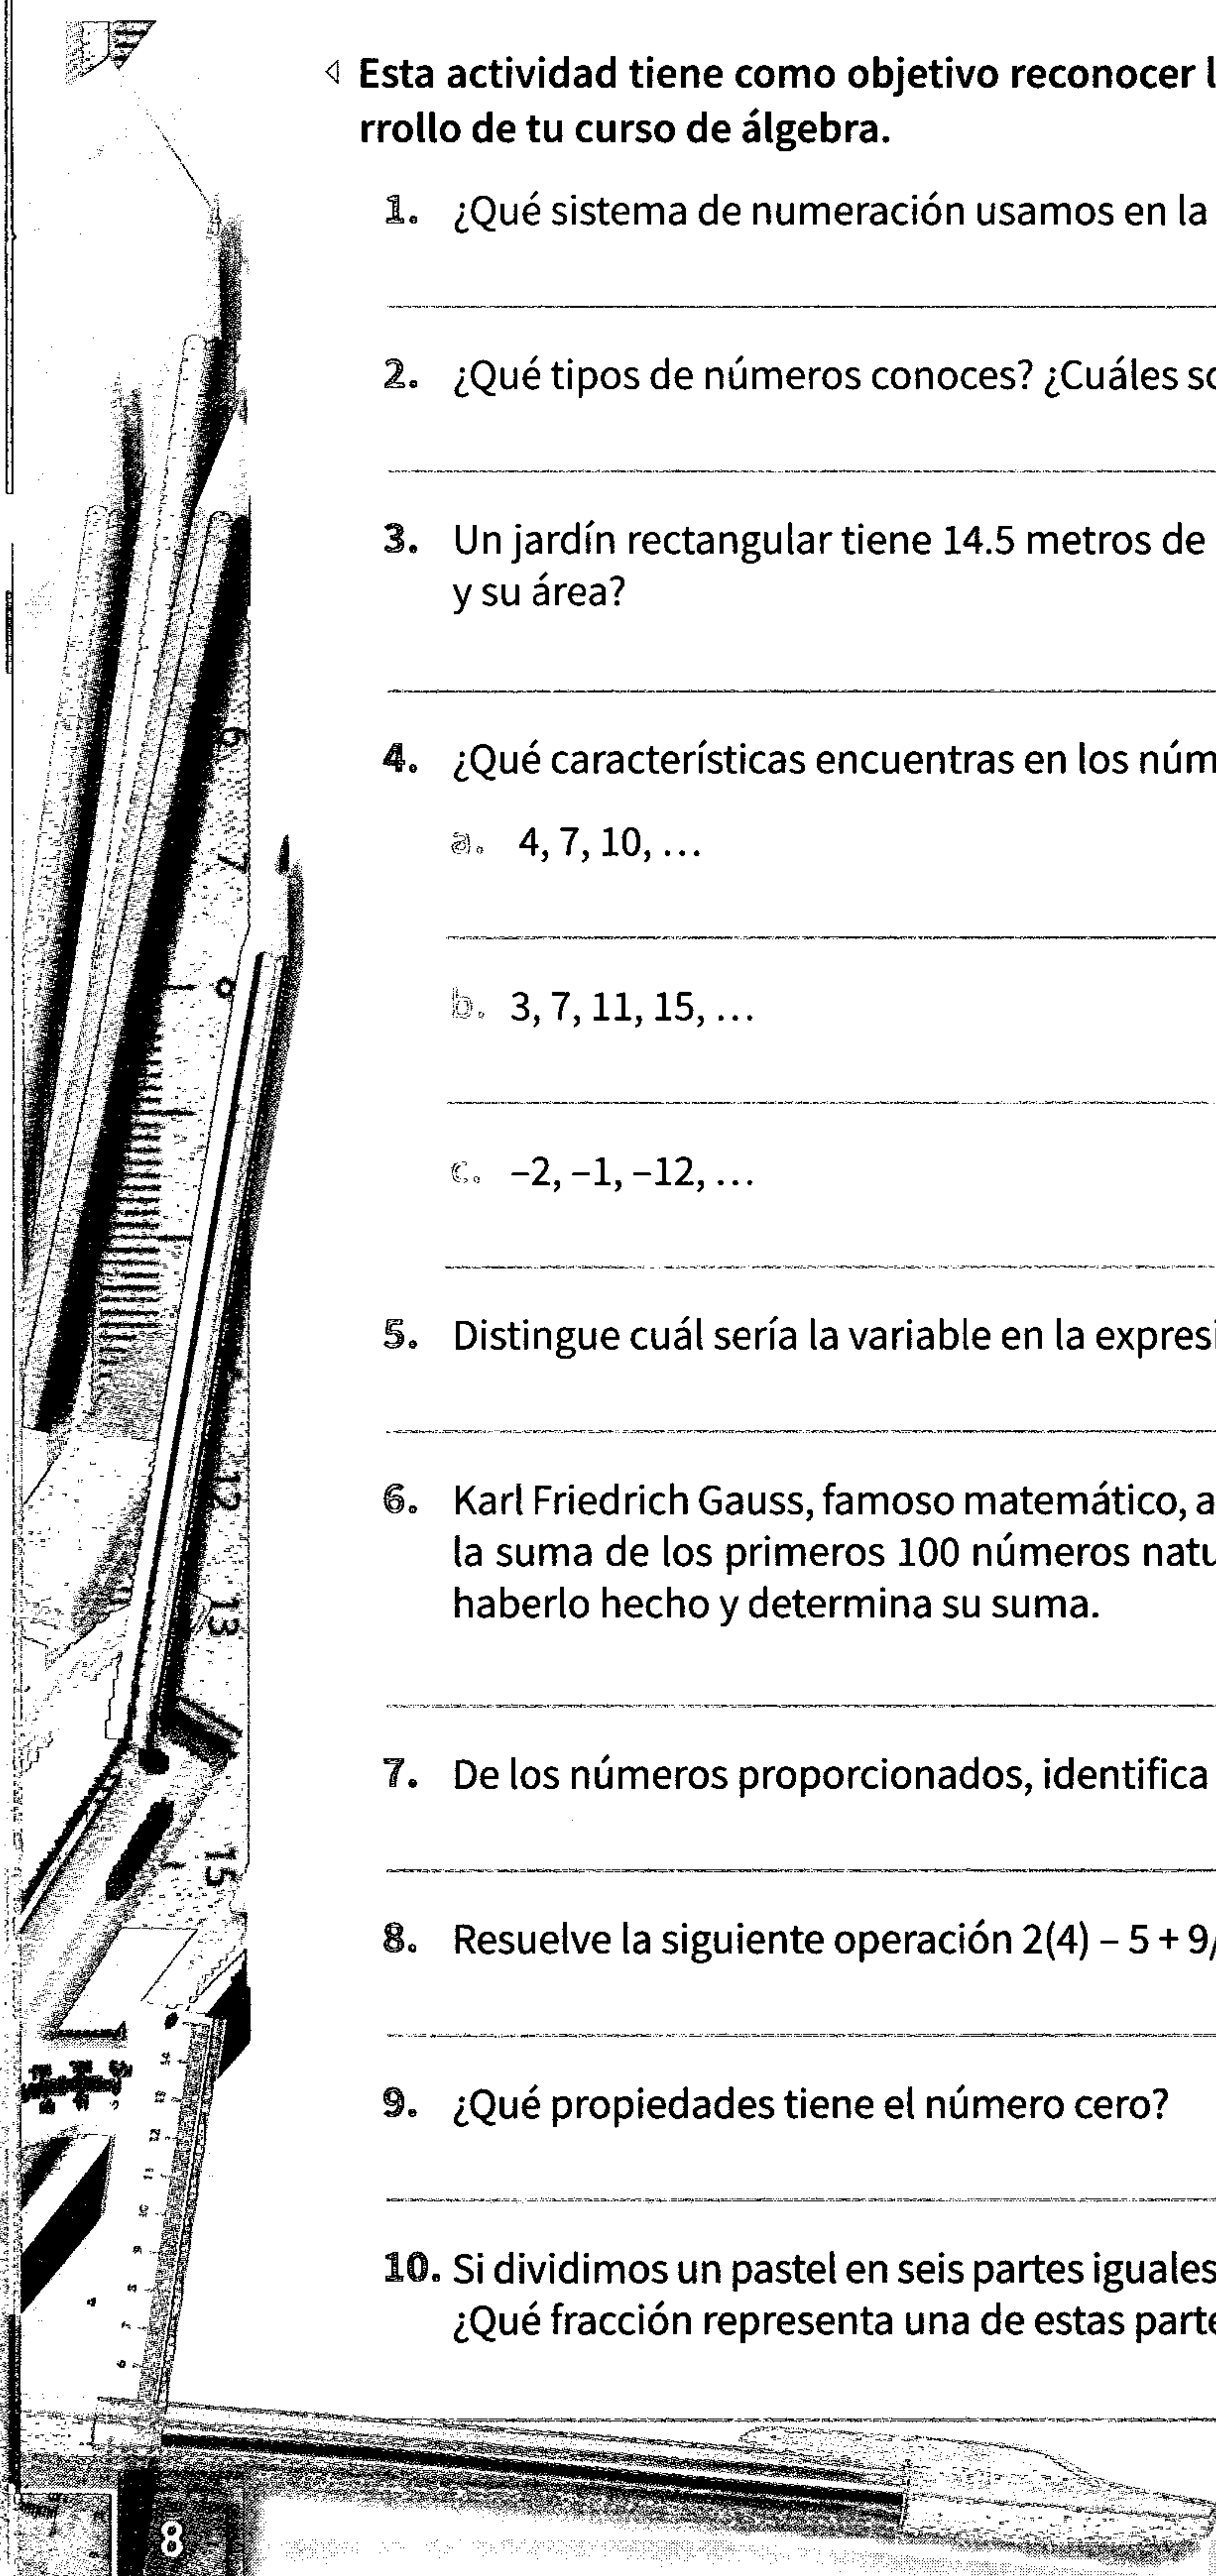 Esta actividad tiene como objetivo reconocer
rrollo de tu curso de álgebra.
1. ¿Qué sistema de numeración usamos en la
2. ¿Qué tipos de números conoces? ¿Cuáles
3. Un jardín rectangular tiene 14.5 metros de
y su área?
4. ¿Qué características encuentras en los núm
a. 4, 7, 10, ...
b. 3, 7, 11, 15, ...
c. –2, –1, –12, ...
5. Distingue cuál sería la variable en la expresi
6. Karl Friedrich Gauss, famoso matemático, a
la suma de los primeros 100 números natu
haberlo hecho y determina su suma.
7. De los números proporcionados, identifica
8. Resuelve la siguiente operación 2(4) – 5 + 9/
9. ¿Qué propiedades tiene el número cero?
10. Si dividimos un pastel en seis partes iguales
¿Qué fracción representa una de estas parte
8